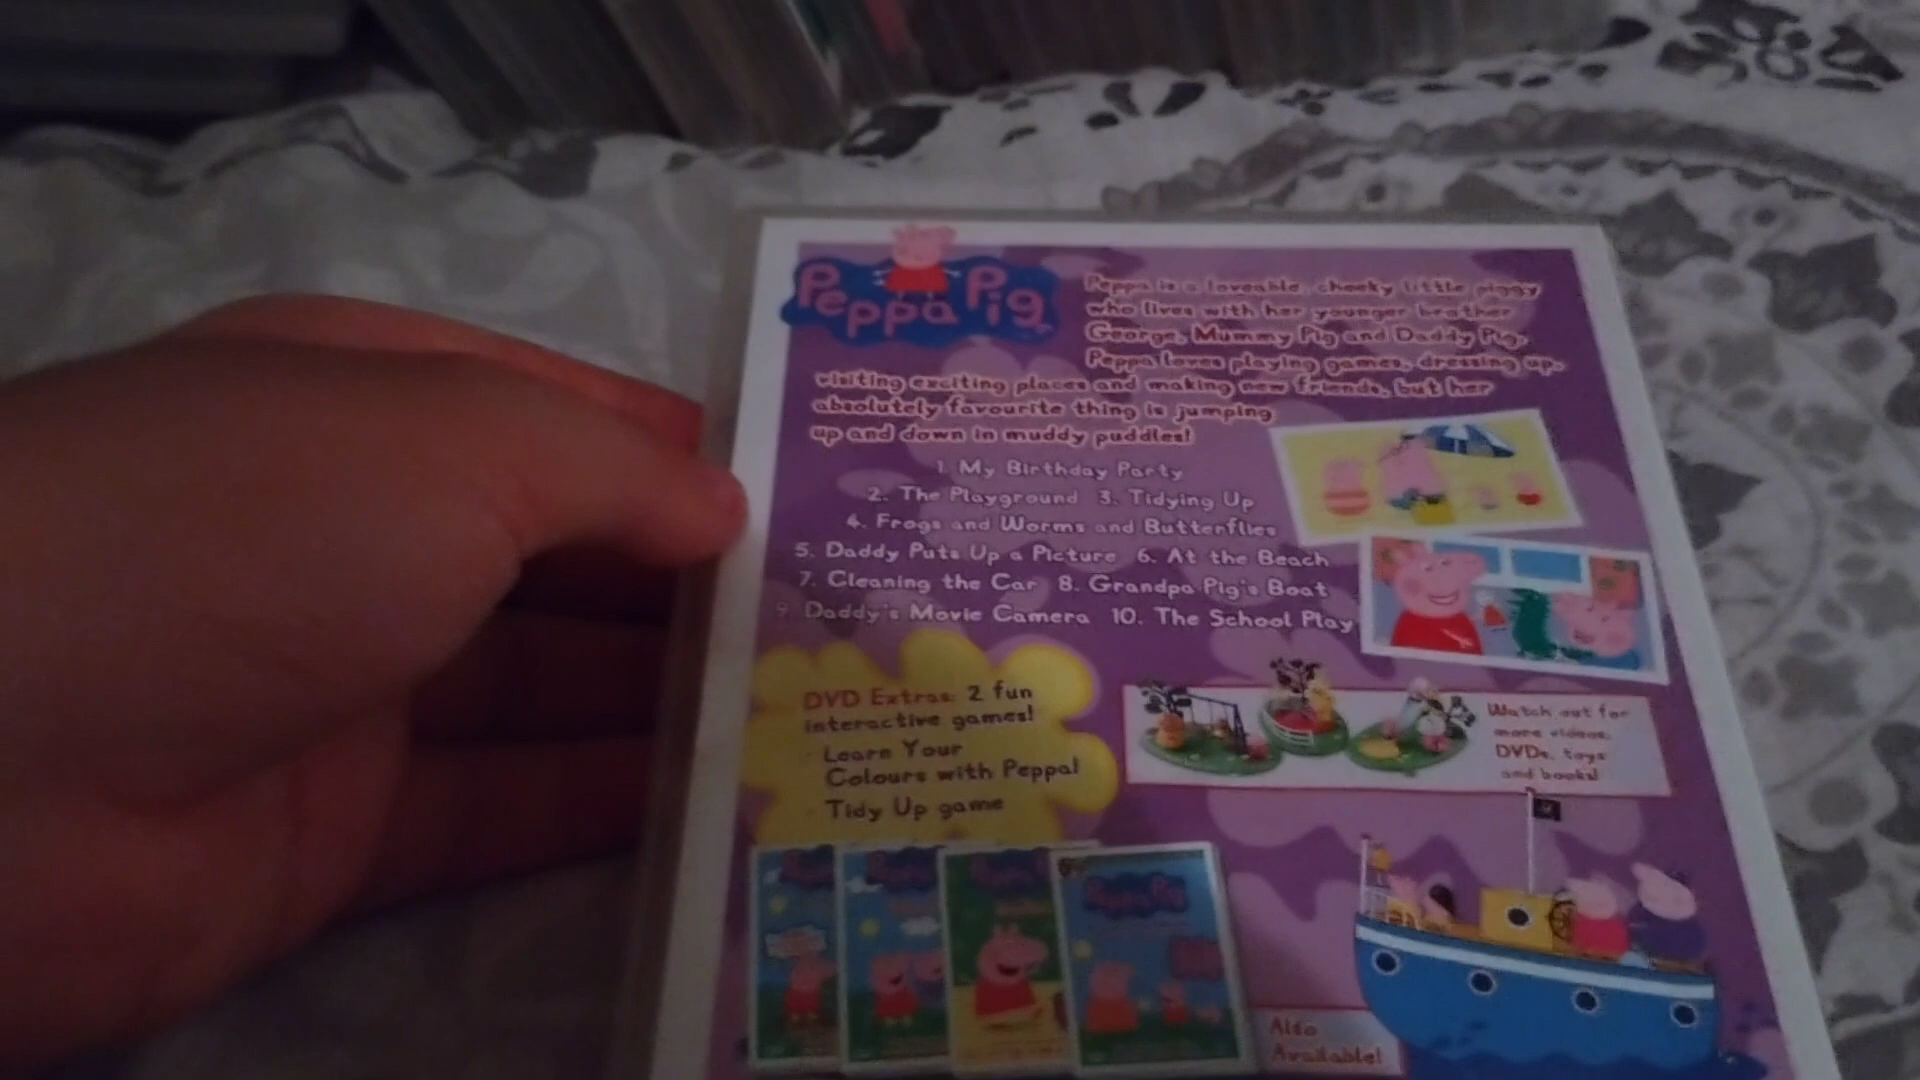 Peppa Pig
Peppa is a loveable, cheeky little piggy
who lives with her younger brother
George, Mummy Pig and Daddy Pig.
Peppa loves playing games, dressing up,
visiting exciting places and making new friends, but her
absolutely favourite thing is jumping
up and down in muddy puddles!
1. My Birthday Party
2. The Playground 3. Tidying Up
4. Frogs and Worms and Butterflies
5. Daddy Puts Up a Picture 6. At the Beach
7. Cleaning the Car 8. Grandpa Pig's Boat
9. Daddy's Movie Camera 10. The School Play
DVD Extras: 2 fun
interactive games!
Learn Your
Colours with Peppa!
Tidy Up game
Watch out for
more videos,
DVDs, toys
and books!
Peppa Pig
Also
Available!